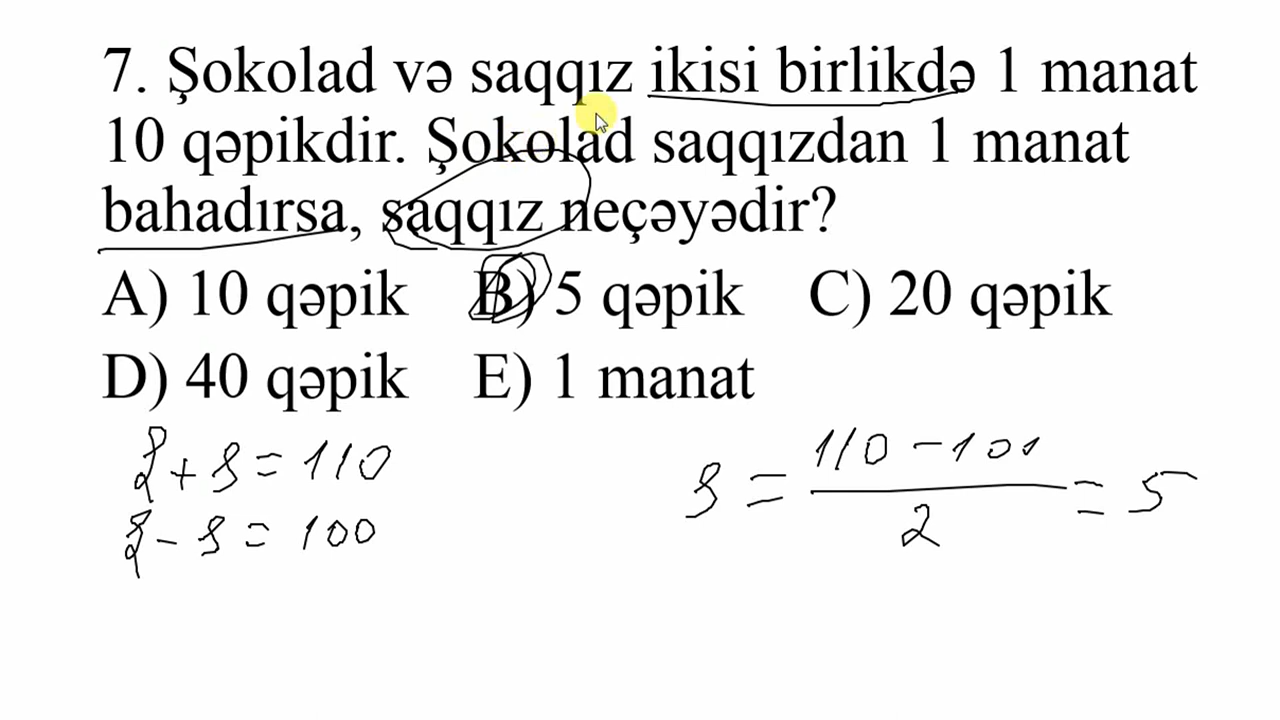 7. Şokolad və saqqız ikisi birlikdə 1 manat
10 qəpikdir. Şokolad saqqızdan 1 manat
bahadırsa, saqqız neçəyədir?
A) 10 qəpik B) 5 qəpik C) 20 qəpik
D) 40 qəpik E) 1 manat
Ş + S = 110
Ş - S = 100
S = 110 - 100 / 2 = 5